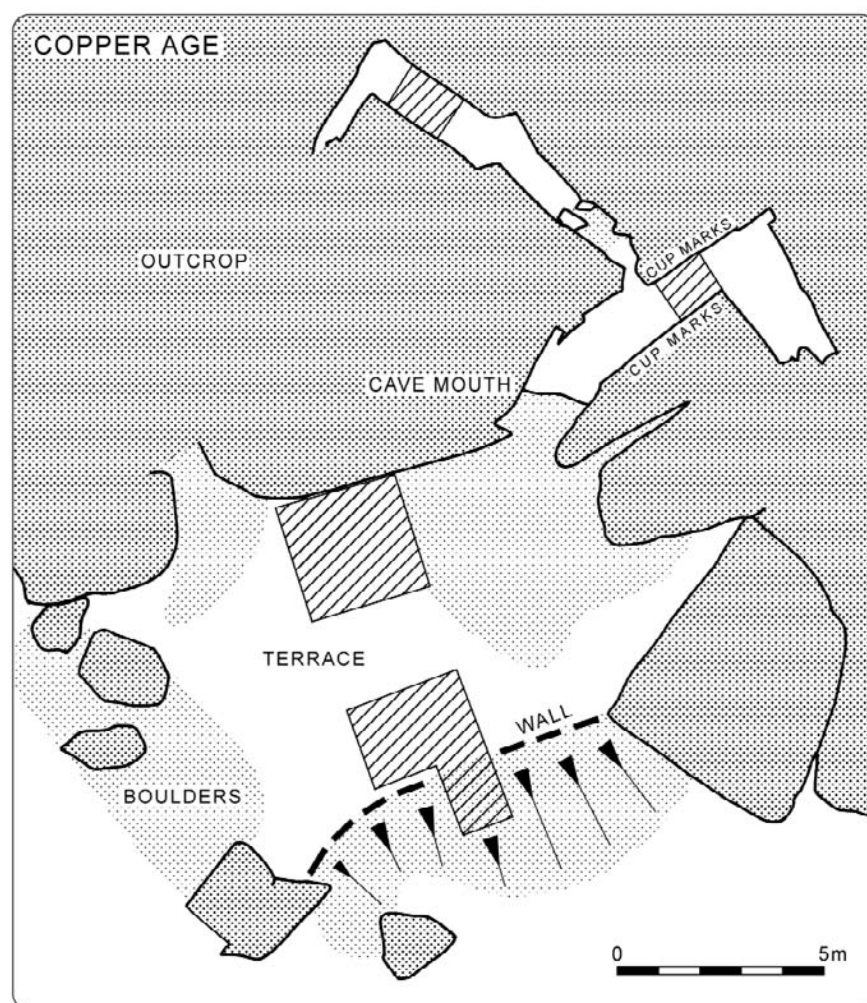 COPPER AGE
CUP MARKS
OUTCROP
CUP MARKS
CAVE MOUTH
TERRACE
WALL
BOULDERS
0 5m